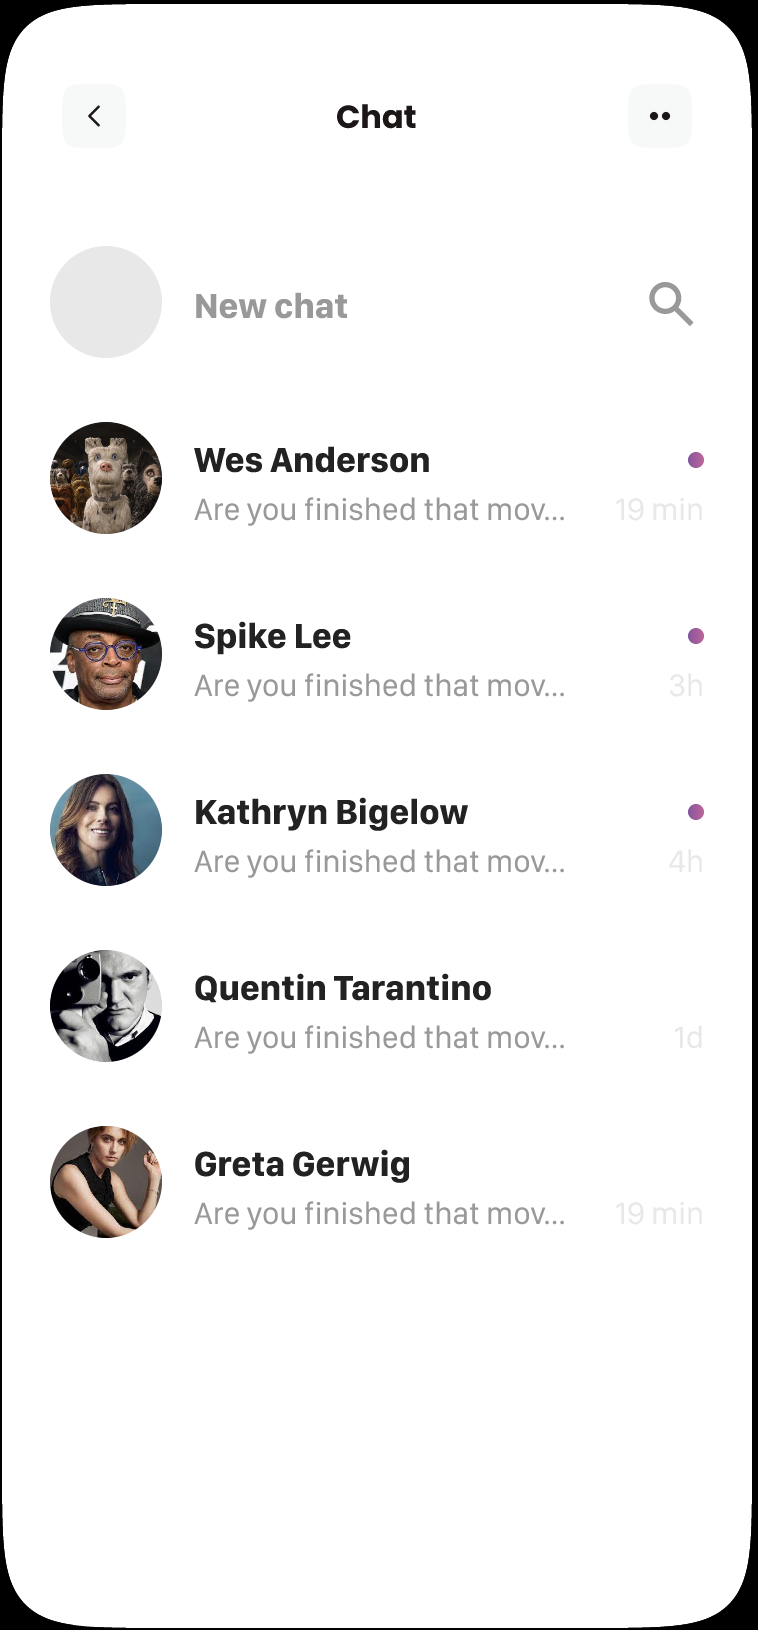 Chat
New chat
Wes Anderson
Are you finished that mov...
19 min
Spike Lee
Are you finished that mov...
3h
Kathryn Bigelow
Are you finished that mov...
4h
Quentin Tarantino
Are you finished that mov...
1d
Greta Gerwig
Are you finished that mov...
19 min